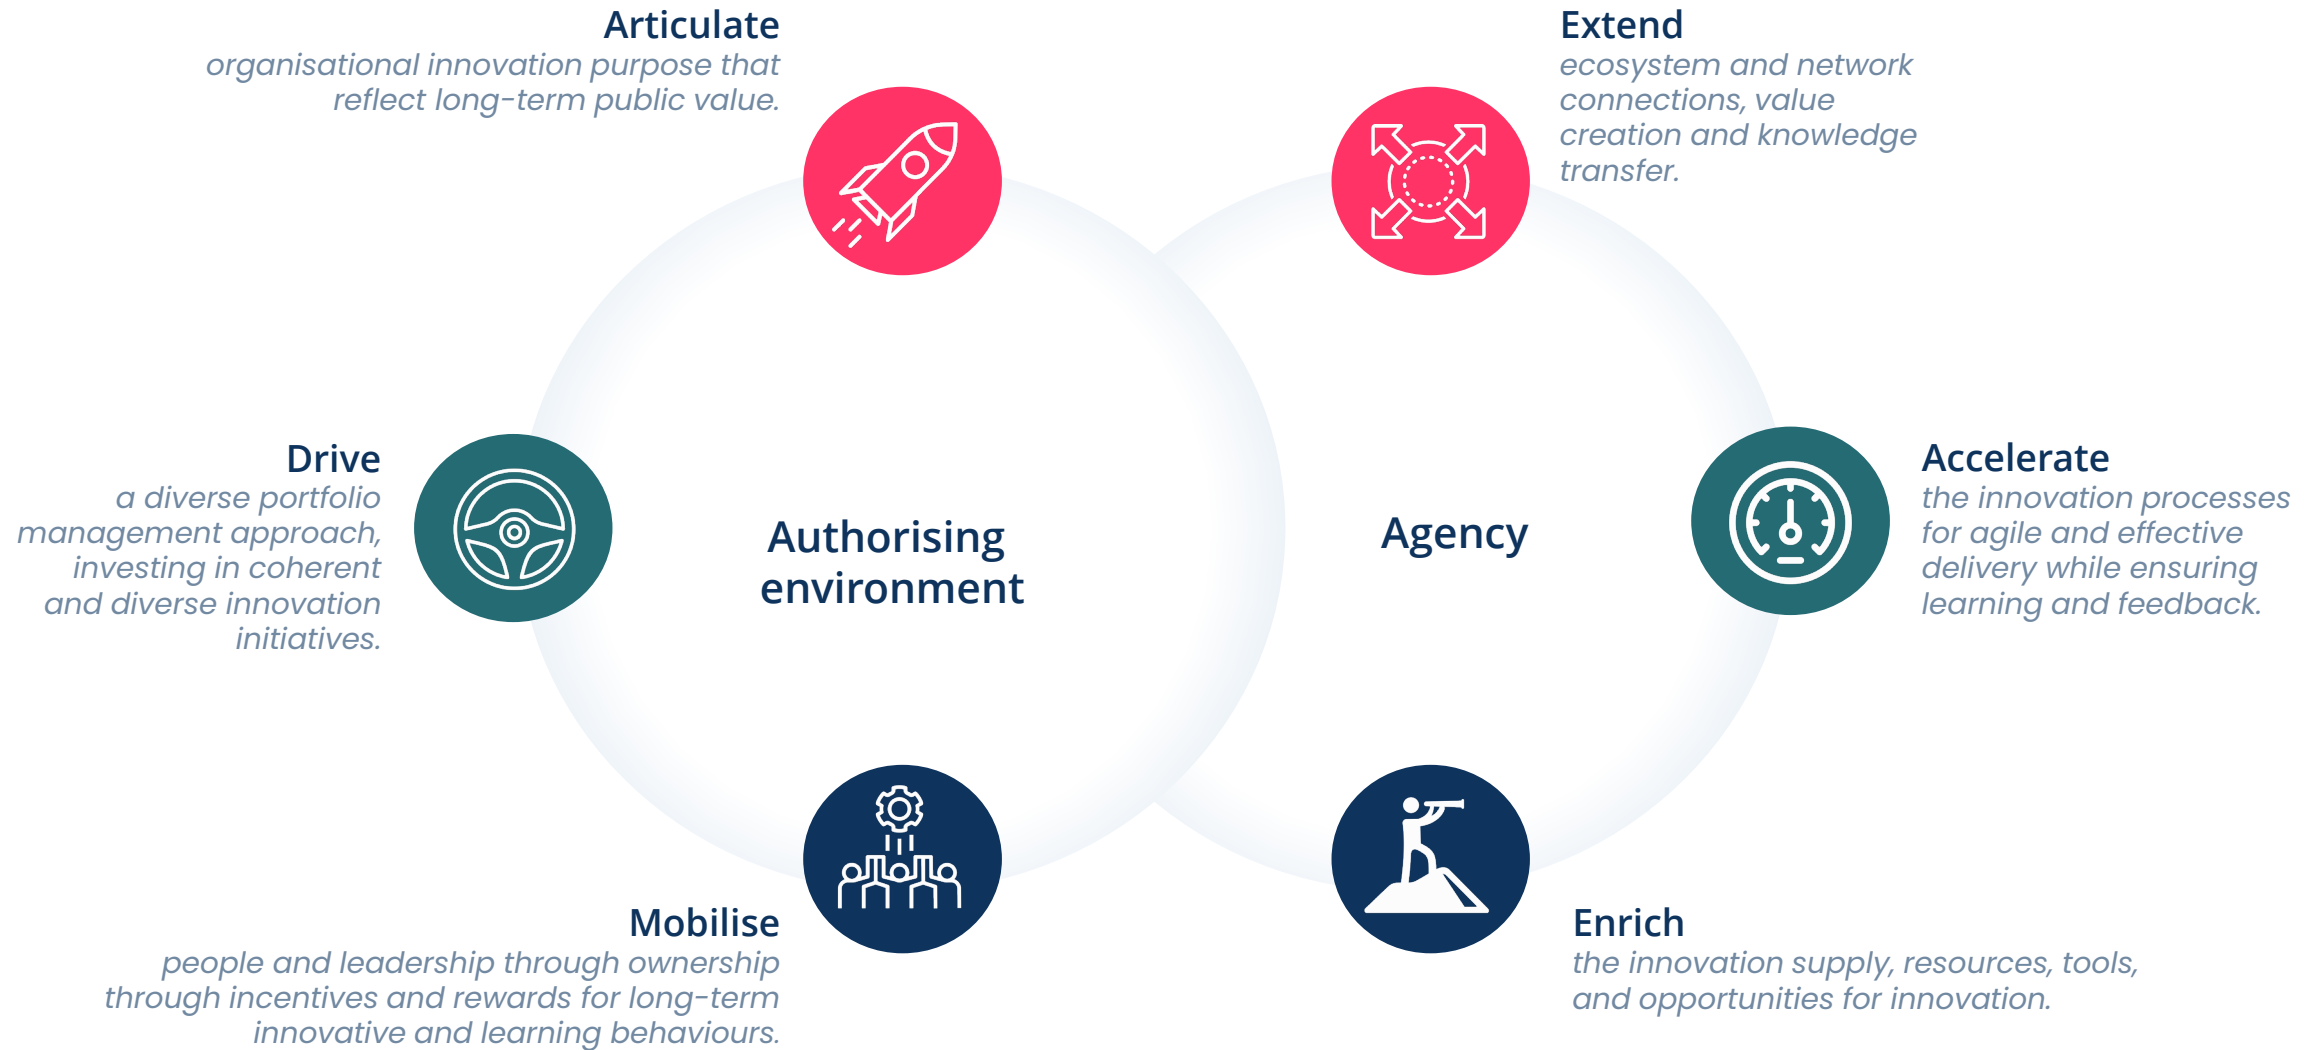 Articulate
organisational innovation purpose that
reflect long-term public value.
Extend
ecosystem and network
connections, value
creation and knowledge
transfer.
Drive
a diverse portfolio
management approach,
investing in coherent
and diverse innovation
initiatives.
Authorising
environment
Agency
Accelerate
the innovation processes
for agile and effective
delivery while ensuring
learning and feedback.
Mobilise
people and leadership through ownership
through incentives and rewards for long-term
innovative and learning behaviours.
Enrich
the innovation supply, resources, tools,
and opportunities for innovation.